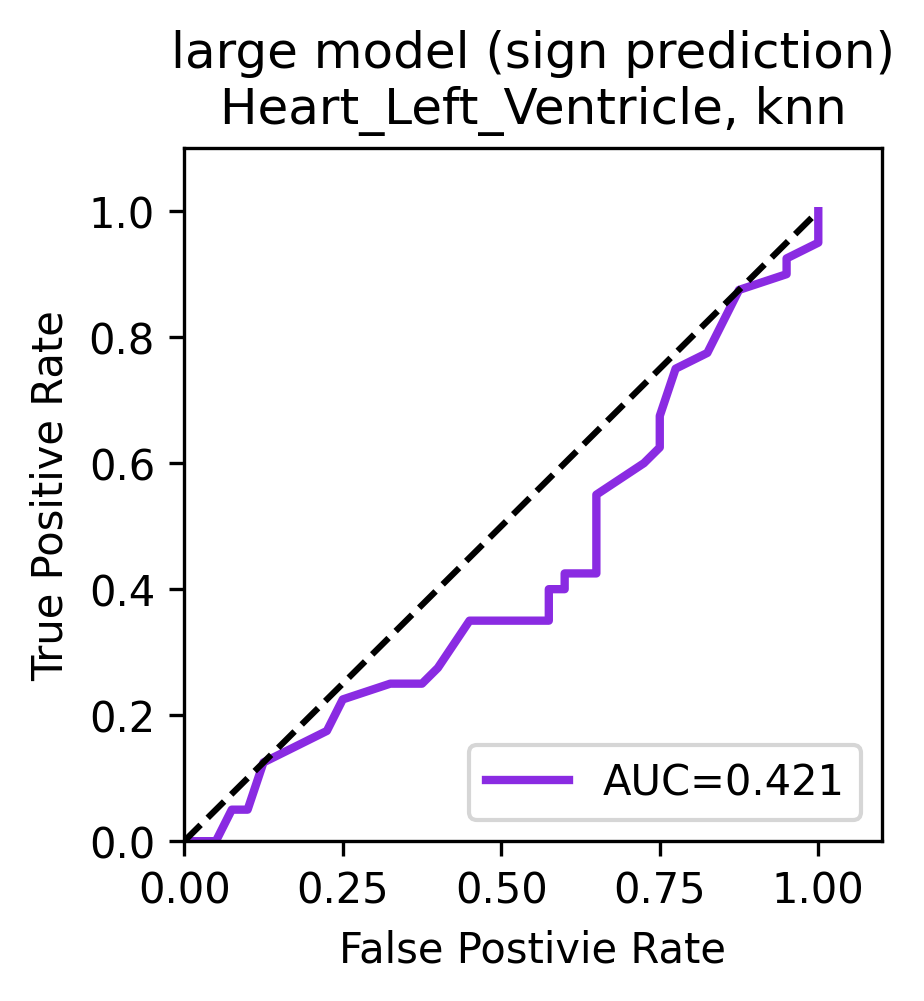 large model (sign prediction)
Heart_Left_Ventricle, knn
True Positive Rate
1.0
0.8
0.6
0.4
0.2
0.0
AUC=0.421
0.00 0.25 0.50 0.75 1.00
False Postivie Rate